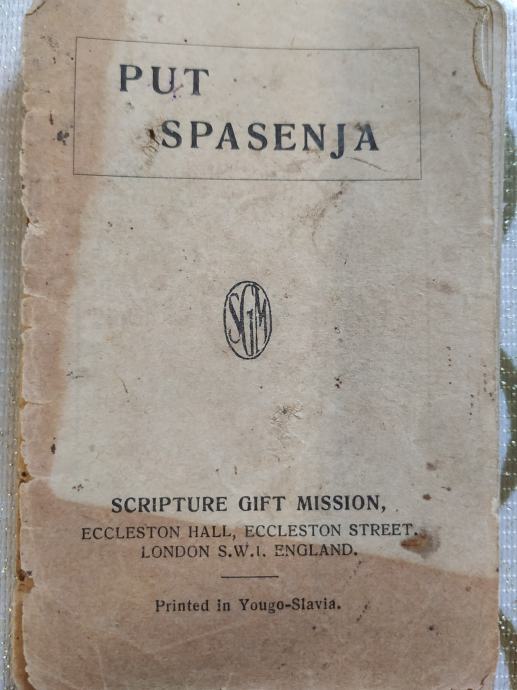 PUT
SPASENJA
SGM
SCRIPTURE GIFT MISSION,
ECCLESTON HALL, ECCLESTON STREET.
LONDON S.W.1. ENGLAND.
Printed in Yougo-Slavia.